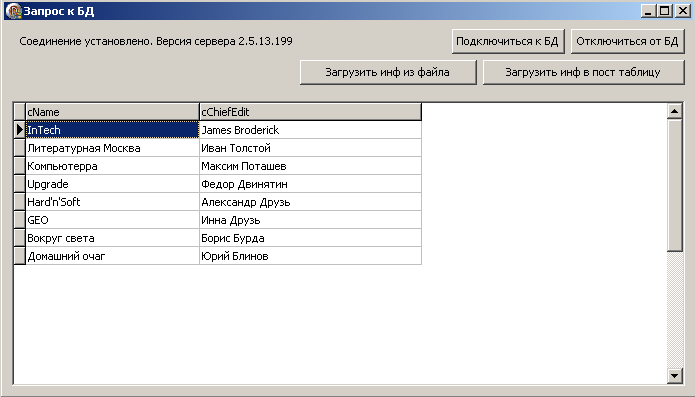 Запрос к БД
Соединение установлено. Версия сервера 2.5.13.199
Подключиться к БД
Отключиться от БД
Загрузить инф из файла
Загрузить инф в пост таблицу
cName cChiefEdit
InTech James Broderick
Литературная Москва Иван Толстой
Компьютерра Максим Поташев
Upgrade Федор Двинятин
Hard'n'Soft Александр Друзь
GEO Инна Друзь
Вокруг света Борис Бурда
Домашний очаг Юрий Блинов